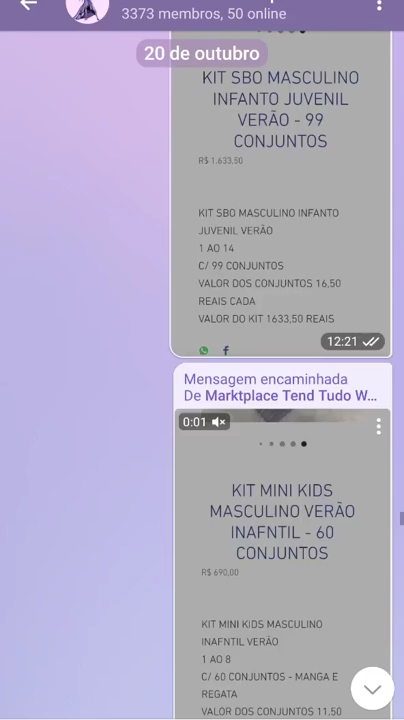 3373 membros, 50 online
20 de outubro
KIT SBO MASCULINO
INFANTO JUVENIL
VERÃO - 99
CONJUNTOS
R$ 1.633,50
KIT SBO MASCULINO INFANTO
JUVENIL VERÃO
1 AO 14
C/ 99 CONJUNTOS
VALOR DOS CONJUNTOS 16,50
REAIS CADA
VALOR DO KIT 1633,50 REAIS
12:21
Mensagem encaminhada
De Marktplace Tend Tudo W...
0:01
KIT MINI KIDS
MASCULINO VERÃO
INAFNTIL - 60
CONJUNTOS
R$ 690,00
KIT MINI KIDS MASCULINO
INAFNTIL VERÃO
1 AO 8
C/ 60 CONJUNTOS - MANGA E
REGATA
VALOR DOS CONJUNTOS 11,50